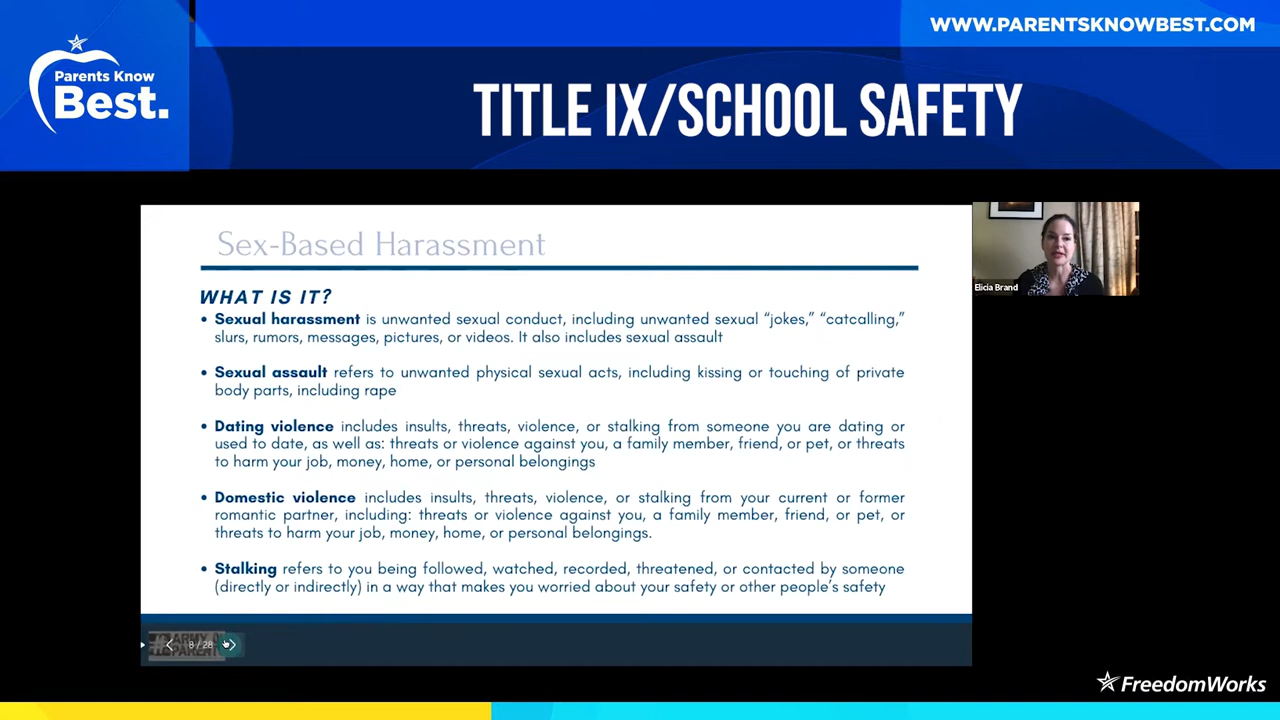 WWW.PARENTSKNOWBEST.COM
Parents Know
Best.
TITLE IX/SCHOOL SAFETY
Sex-Based Harassment
WHAT IS IT?
• Sexual harassment is unwanted sexual conduct, including unwanted sexual “jokes,” “catcalling,”
slurs, rumors, messages, pictures, or videos. It also includes sexual assault
• Sexual assault refers to unwanted physical sexual acts, including kissing or touching of private
body parts, including rape
• Dating violence includes insults, threats, violence, or stalking from someone you are dating or
used to date, as well as: threats or violence against you, a family member, friend, or pet, or threats
to harm your job, money, home, or personal belongings
• Domestic violence includes insults, threats, violence, or stalking from your current or former
romantic partner, including: threats or violence against you, a family member, friend, or pet, or
threats to harm your job, money, home, or personal belongings.
• Stalking refers to you being followed, watched, recorded, threatened, or contacted by someone
(directly or indirectly) in a way that makes you worried about your safety or other people’s safety
Elicia Brand
8 / 28
FreedomWorks